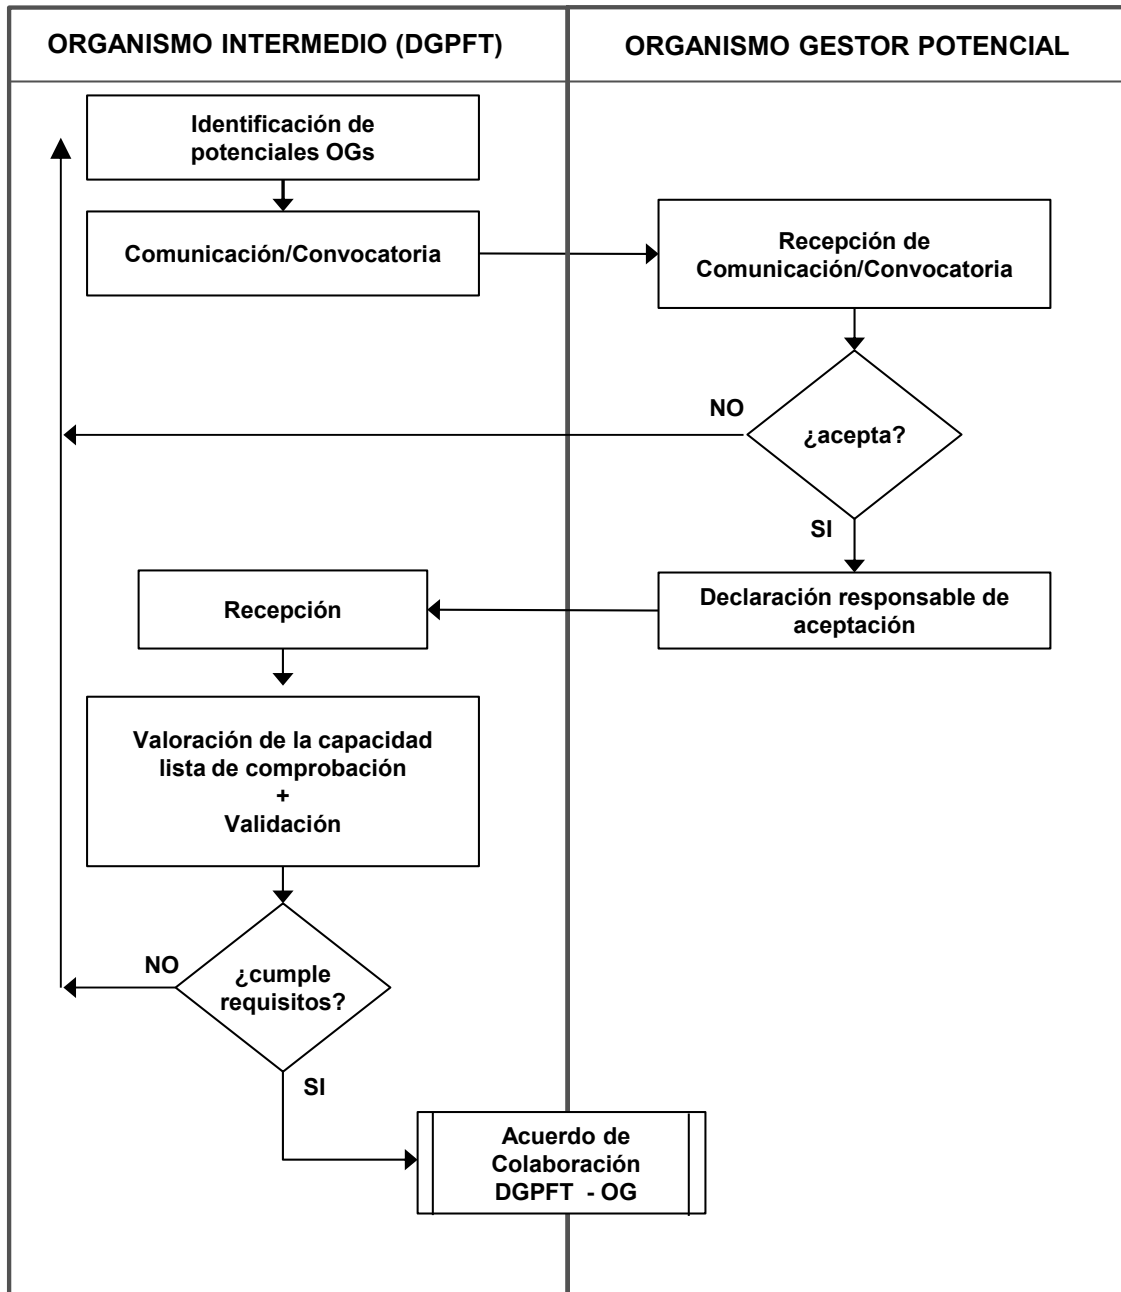 ORGANISMO INTERMEDIO (DGPFT)
ORGANISMO GESTOR POTENCIAL
Identificación de
potenciales OGs
Comunicación/Convocatoria
Recepción de
Comunicación/Convocatoria
NO
¿acepta?
SI
Declaración responsable de
aceptación
Recepción
Valoración de la capacidad
lista de comprobación
+
Validación
NO
¿cumple
requisitos?
SI
Acuerdo de
Colaboración
DGPFT - OG